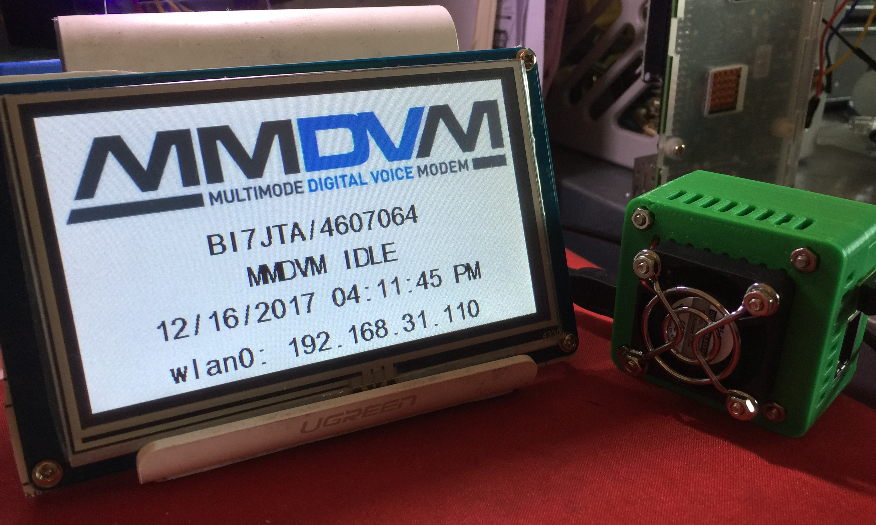 MMDVM
MULTIMODE DIGITAL VOICE MODEM
BI7JTA/4607064
MMDVM IDLE
12/16/2017 04:11:45 PM
wlan0: 192.168.31.110
UGREEN